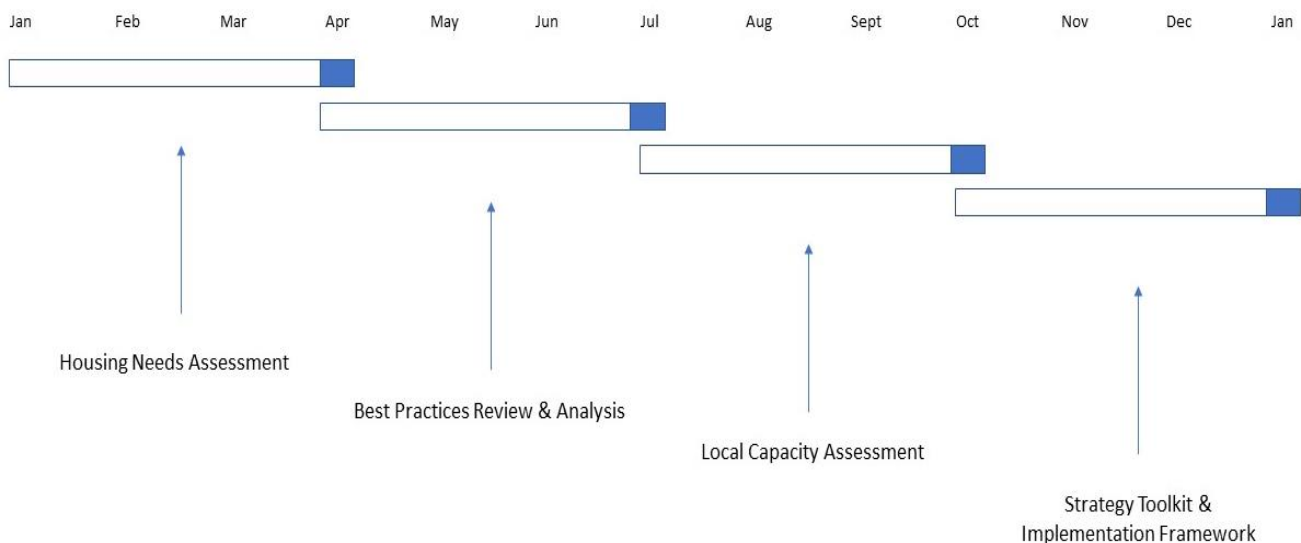 Jan Feb Mar Apr May Jun Jul Aug Sept Oct Nov Dec Jan
Housing Needs Assessment
Best Practices Review & Analysis
Local Capacity Assessment
Strategy Toolkit &
Implementation Framework